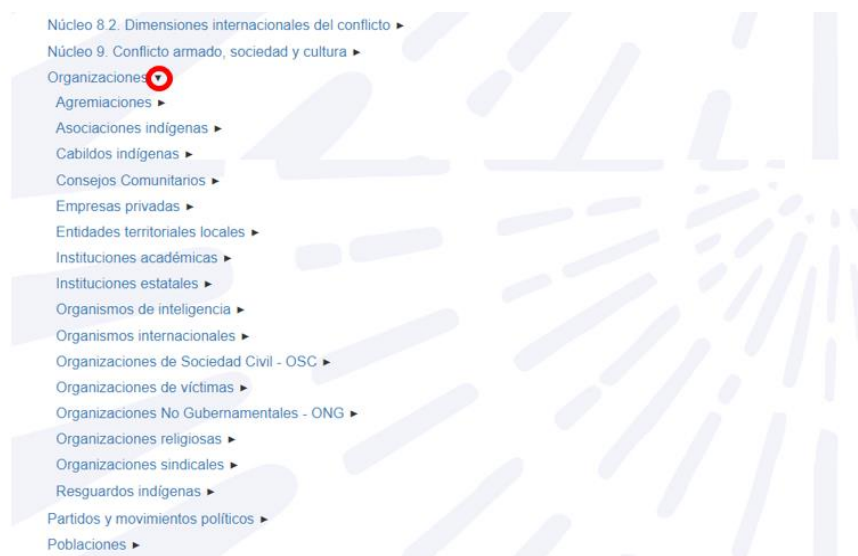 Núcleo 8.2. Dimensiones internacionales del conflicto ►
Núcleo 9. Conflicto armado, sociedad y cultura ►
Organizaciones ▼
Agremiaciones ►
Asociaciones indígenas ►
Cabildos indígenas ►
Consejos Comunitarios ►
Empresas privadas ►
Entidades territoriales locales ►
Instituciones académicas ►
Instituciones estatales ►
Organismos de inteligencia ►
Organismos internacionales ►
Organizaciones de Sociedad Civil - OSC ►
Organizaciones de víctimas ►
Organizaciones No Gubernamentales - ONG ►
Organizaciones religiosas ►
Organizaciones sindicales ►
Resguardos indígenas ►
Partidos y movimientos políticos ►
Poblaciones ►